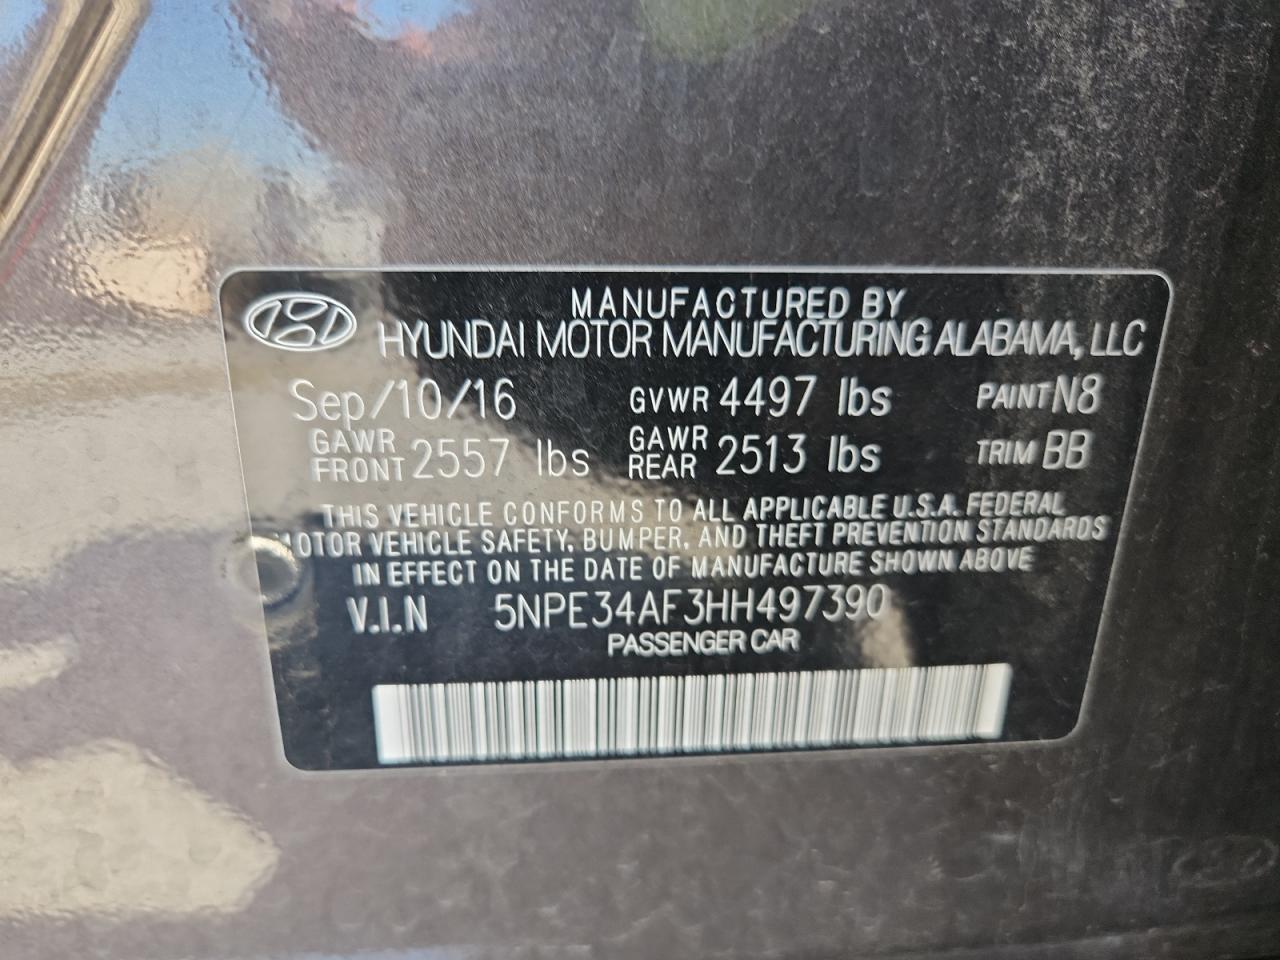 MANUFACTURED BY
HYUNDAI MOTOR MANUFACTURING ALABAMA, LLC
Sep/10/16 GVWR 4497 lbs PAINT N8
GAWR FRONT 2557 lbs GAWR REAR 2513 lbs TRIM BB
THIS VEHICLE CONFORMS TO ALL APPLICABLE U.S.A. FEDERAL
MOTOR VEHICLE SAFETY, BUMPER, AND THEFT PREVENTION STANDARDS
IN EFFECT ON THE DATE OF MANUFACTURE SHOWN ABOVE
V.I.N 5NPE34AF3HH497390
PASSENGER CAR